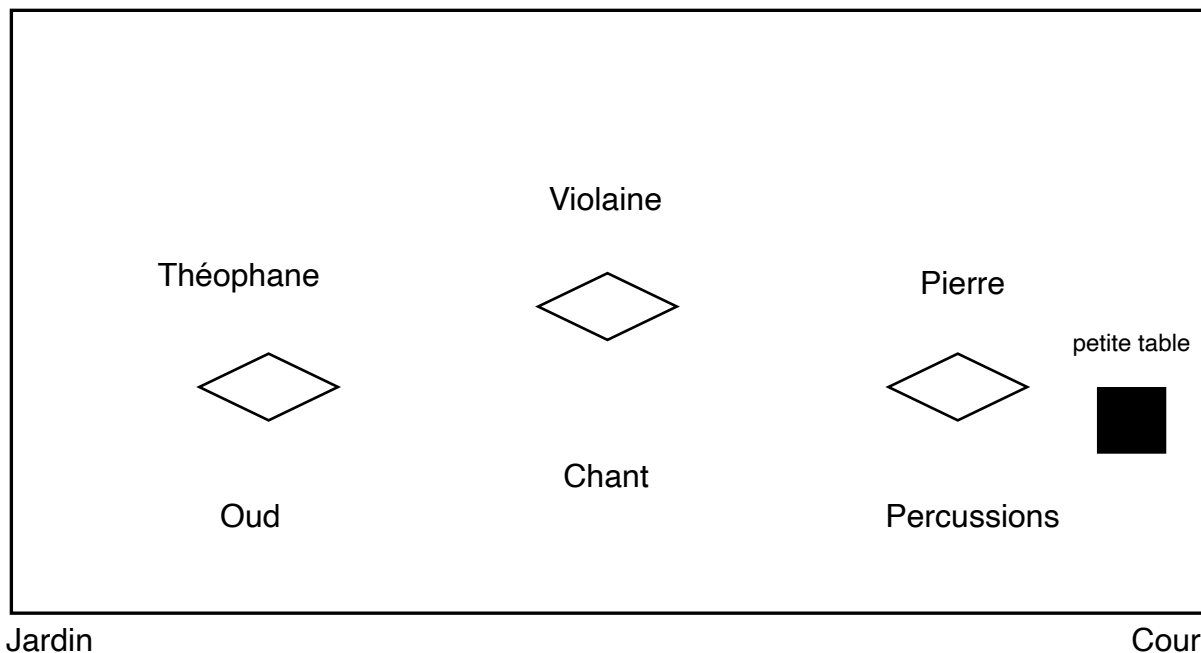 Violaine
Théophane
Pierre
petite table
Chant
Oud
Percussions
Jardin
Cour